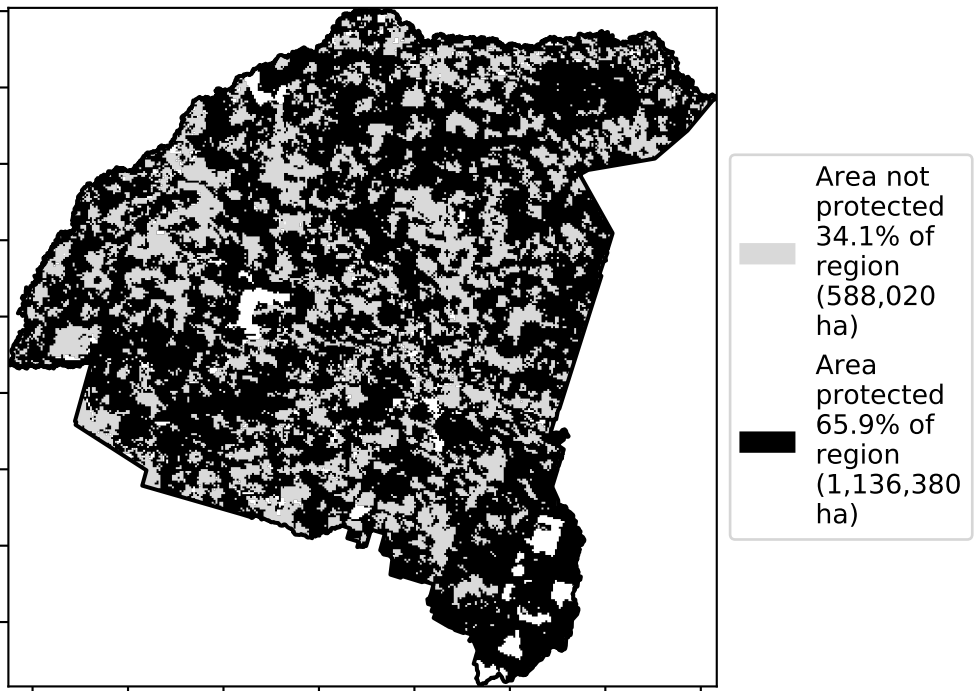 Area not
protected
34.1% of
region
(588,020
ha)
Area
protected
65.9% of
region
(1,136,380
ha)